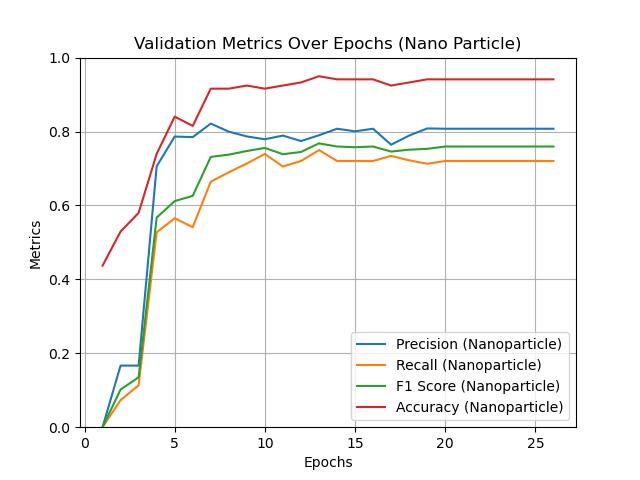 Validation Metrics Over Epochs (Nano Particle)
1.0
0.8
0.6
0.4
0.2
0.0
Metrics
0 5 10 15 20 25
Epochs
Precision (Nanoparticle)
Recall (Nanoparticle)
F1 Score (Nanoparticle)
Accuracy (Nanoparticle)